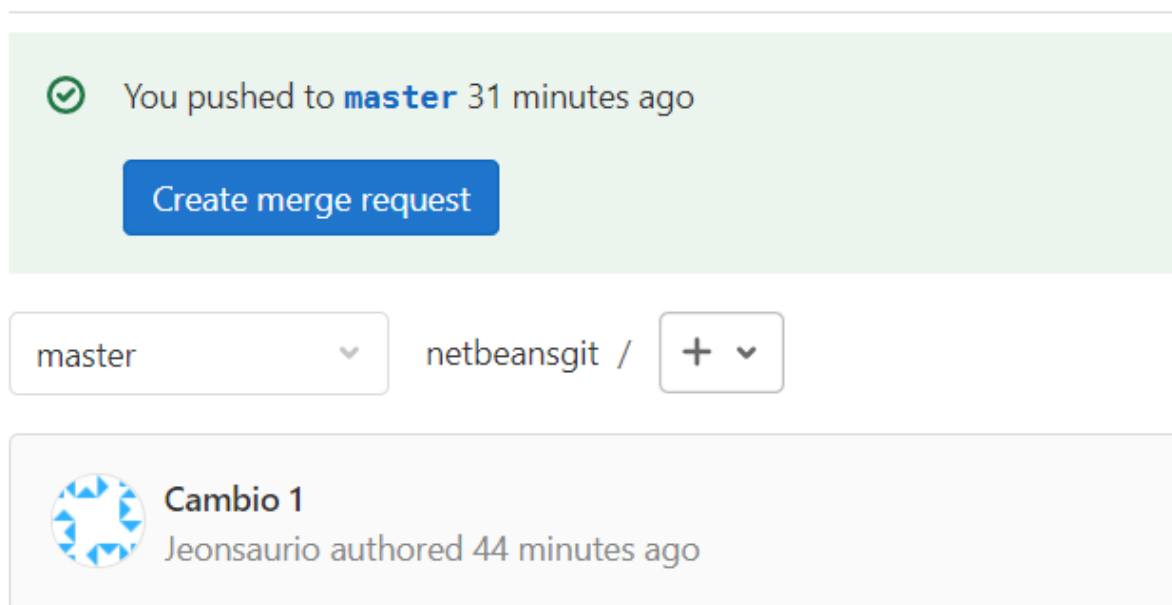 You pushed to master 31 minutes ago
Create merge request
master netbeansgit / +
Cambio 1
Jeonsaurio authored 44 minutes ago